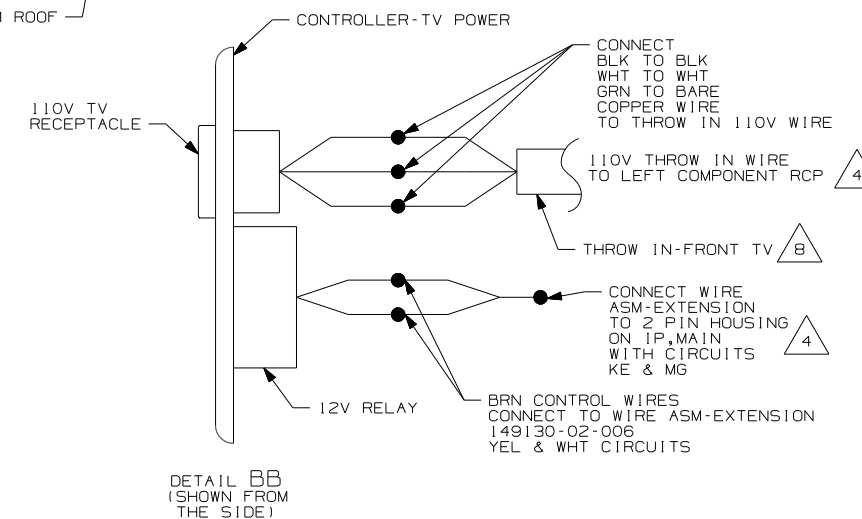 ROOF
CONTROLLER-TV POWER
110V TV
RECEPTACLE
CONNECT
BLK TO BLK
WHT TO WHT
GRN TO BARE
COPPER WIRE
TO THROW IN 110V WIRE
110V THROW IN WIRE
TO LEFT COMPONENT RCP
4
THROW IN-FRONT TV
8
CONNECT WIRE
ASM-EXTENSION
TO 2 PIN HOUSING
ON IP,MAIN
WITH CIRCUITS
KE & MG
4
12V RELAY
BRN CONTROL WIRES
CONNECT TO WIRE ASM-EXTENSION
149130-02-006
YEL & WHT CIRCUITS
DETAIL BB
(SHOWN FROM
THE SIDE)